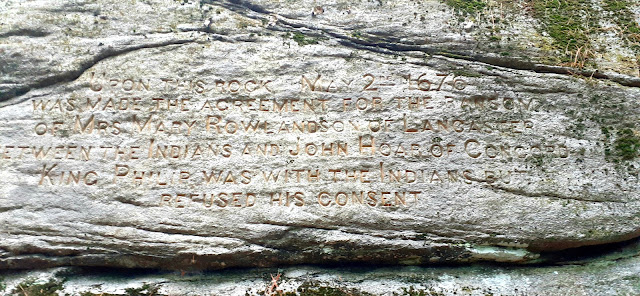 UPON THIS ROCK MAY 2 1676
WAS MADE THE AGREEMENT FOR THE RANSOM
OF MRS MARY ROWLANDSON OF LANCASTER
BETWEEN THE INDIANS AND JOHN HOAR OF CONCORD
KING PHILIP WAS WITH THE INDIANS BUT
REFUSED HIS CONSENT